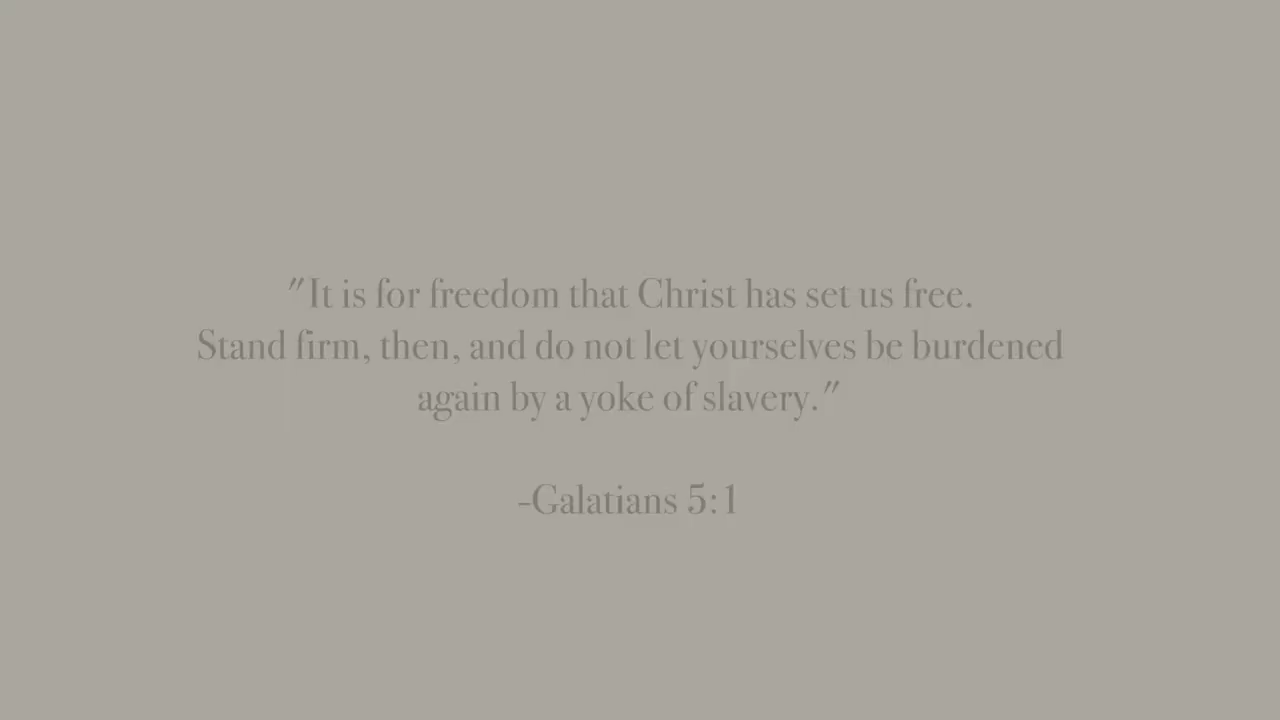 "It is for freedom that Christ has set us free.
Stand firm, then, and do not let yourselves be burdened
again by a yoke of slavery."
-Galatians 5:1